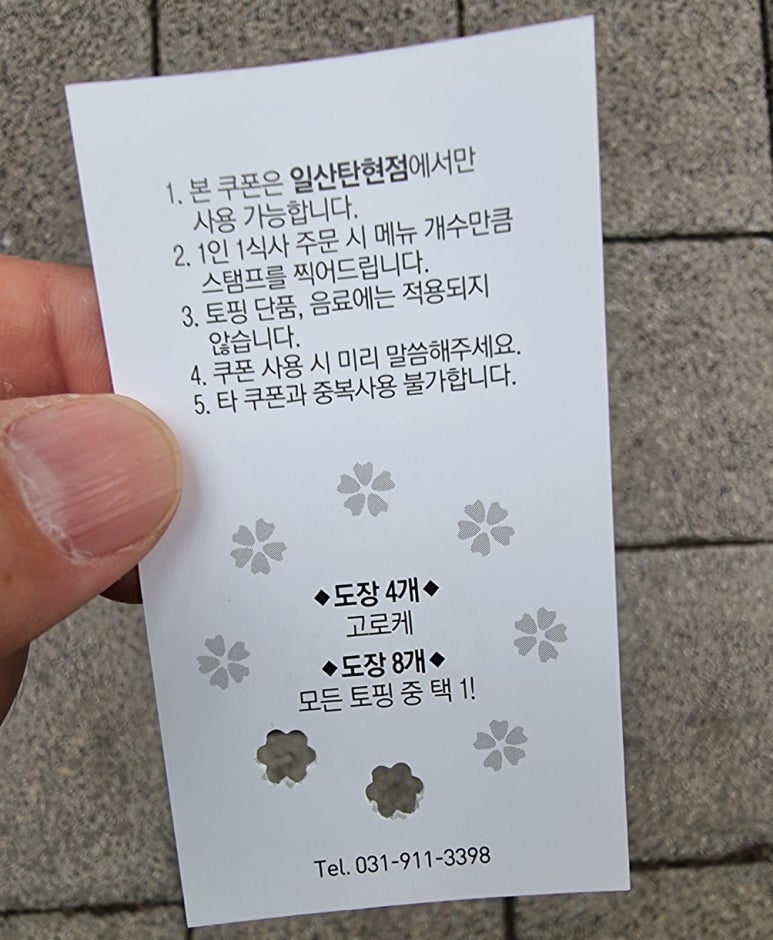 1. 본 쿠폰은 일산탄현점에서만
사용 가능합니다.
2. 1인 1식사 주문 시 메뉴 개수만큼
스탬프를 찍어드립니다.
3. 토핑 단품, 음료에는 적용되지
않습니다.
4. 쿠폰 사용 시 미리 말씀해주세요.
5. 타 쿠폰과 중복사용 불가합니다.
◆도장 4개◆
고로케
◆도장 8개◆
모든 토핑 중 택 1!
Tel. 031-911-3398